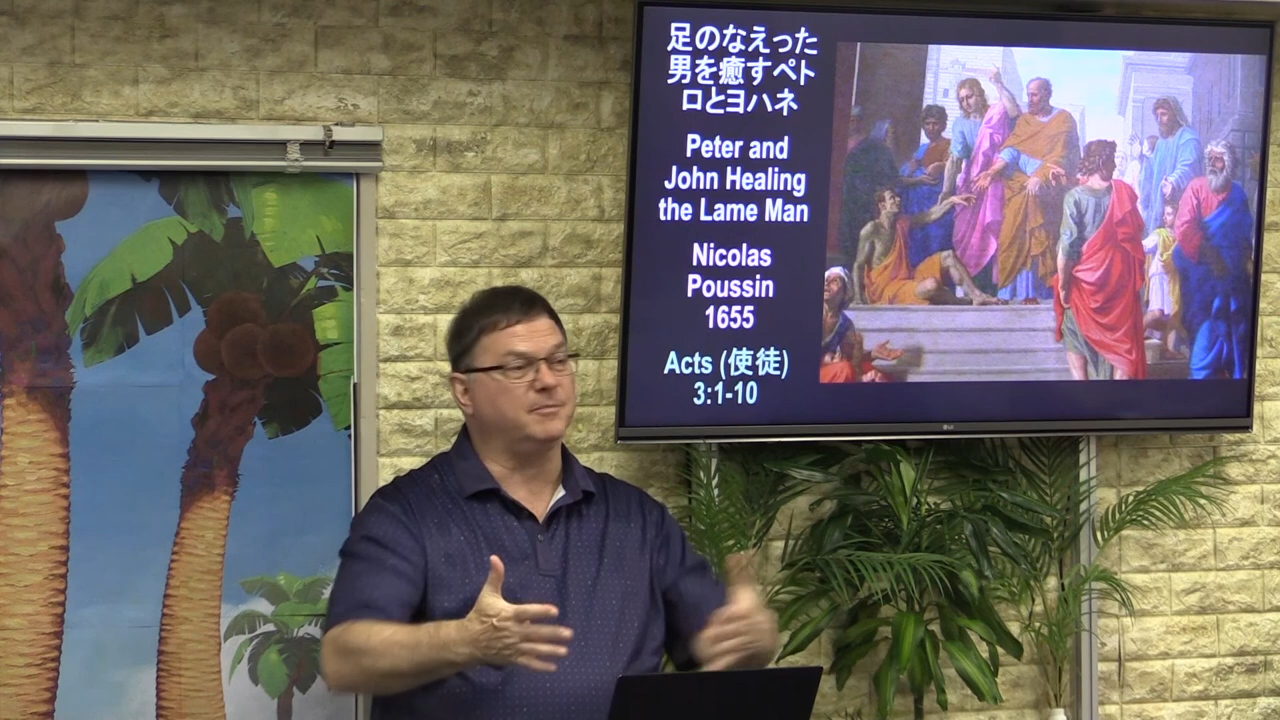 足のなえった
男を癒すペト
ロとヨハネ
Peter and
John Healing
the Lame Man
Nicolas
Poussin
1655
Acts (使徒)
3:1-10
LG